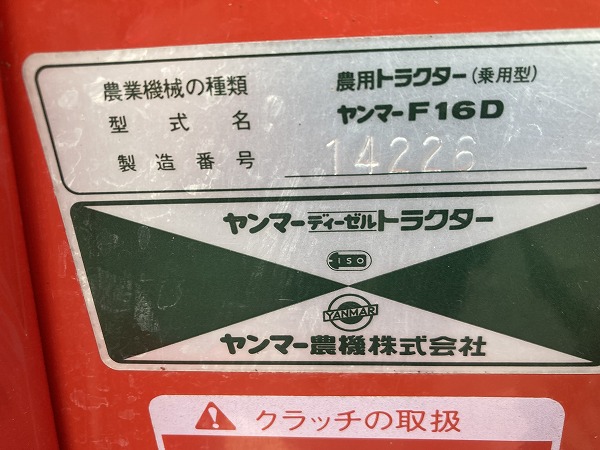 農業機械の種類 農用トラクター(乗用型)
型式名 ヤンマーF16D
製造番号 14226
ヤンマーディーゼルトラクター
ISO
YANMAR
ヤンマー農機株式会社
クラッチの取扱